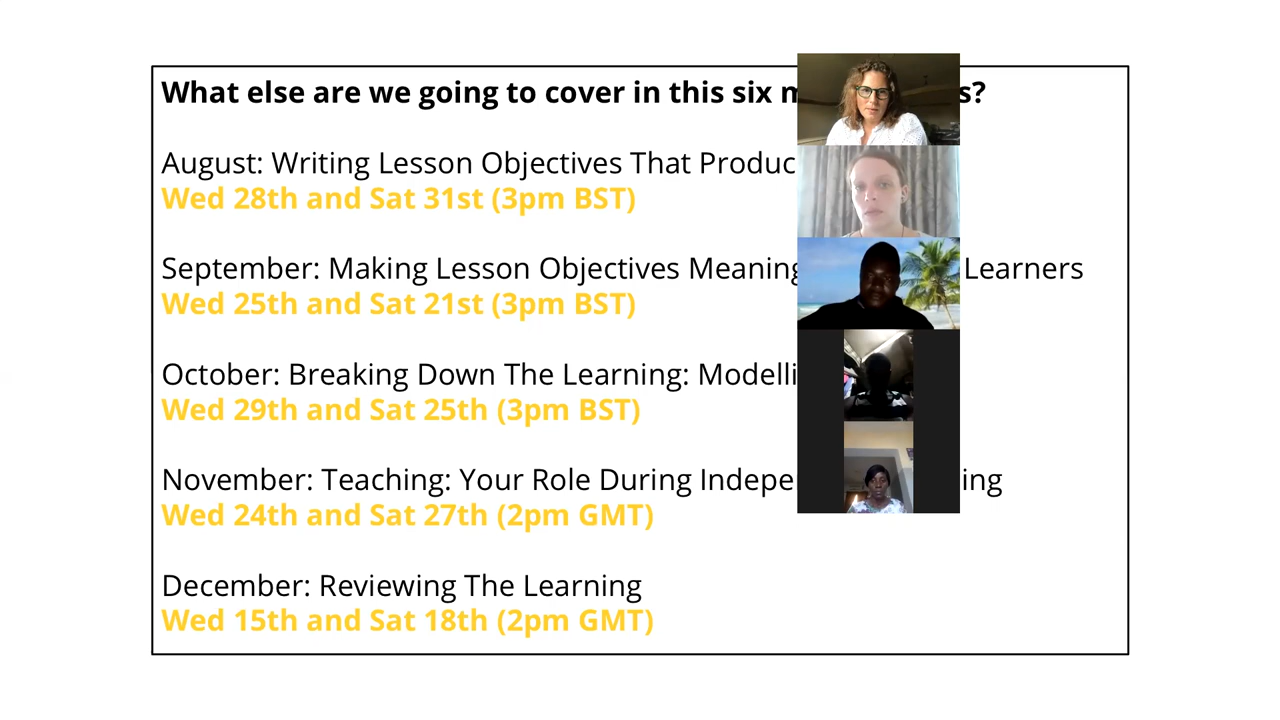 What else are we going to cover in this six s?
August: Writing Lesson Objectives That Produc
Wed 28th and Sat 31st (3pm BST)
September: Making Lesson Objectives Meaning Learners
Wed 25th and Sat 21st (3pm BST)
October: Breaking Down The Learning: Modelli
Wed 29th and Sat 25th (3pm BST)
November: Teaching: Your Role During Indepe ing
Wed 24th and Sat 27th (2pm GMT)
December: Reviewing The Learning
Wed 15th and Sat 18th (2pm GMT)